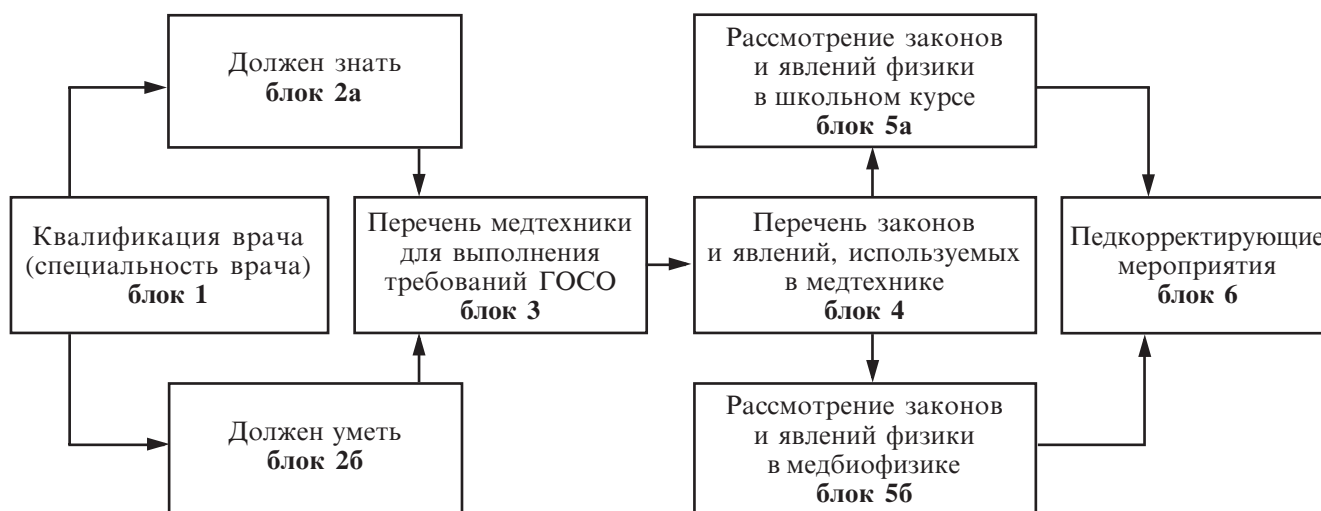 Должен знать
блок 2а
Рассмотрение законов
и явлений физики
в школьном курсе
блок 5а
Квалификация врача
(специальность врача)
блок 1
Перечень медтехники
для выполнения
требований ГОСО
блок 3
Перечень законов
и явлений, используемых
в медтехнике
блок 4
Педкорректирующие
мероприятия
блок 6
Должен уметь
блок 2б
Рассмотрение законов
и явлений физики
в медбиофизике
блок 5б